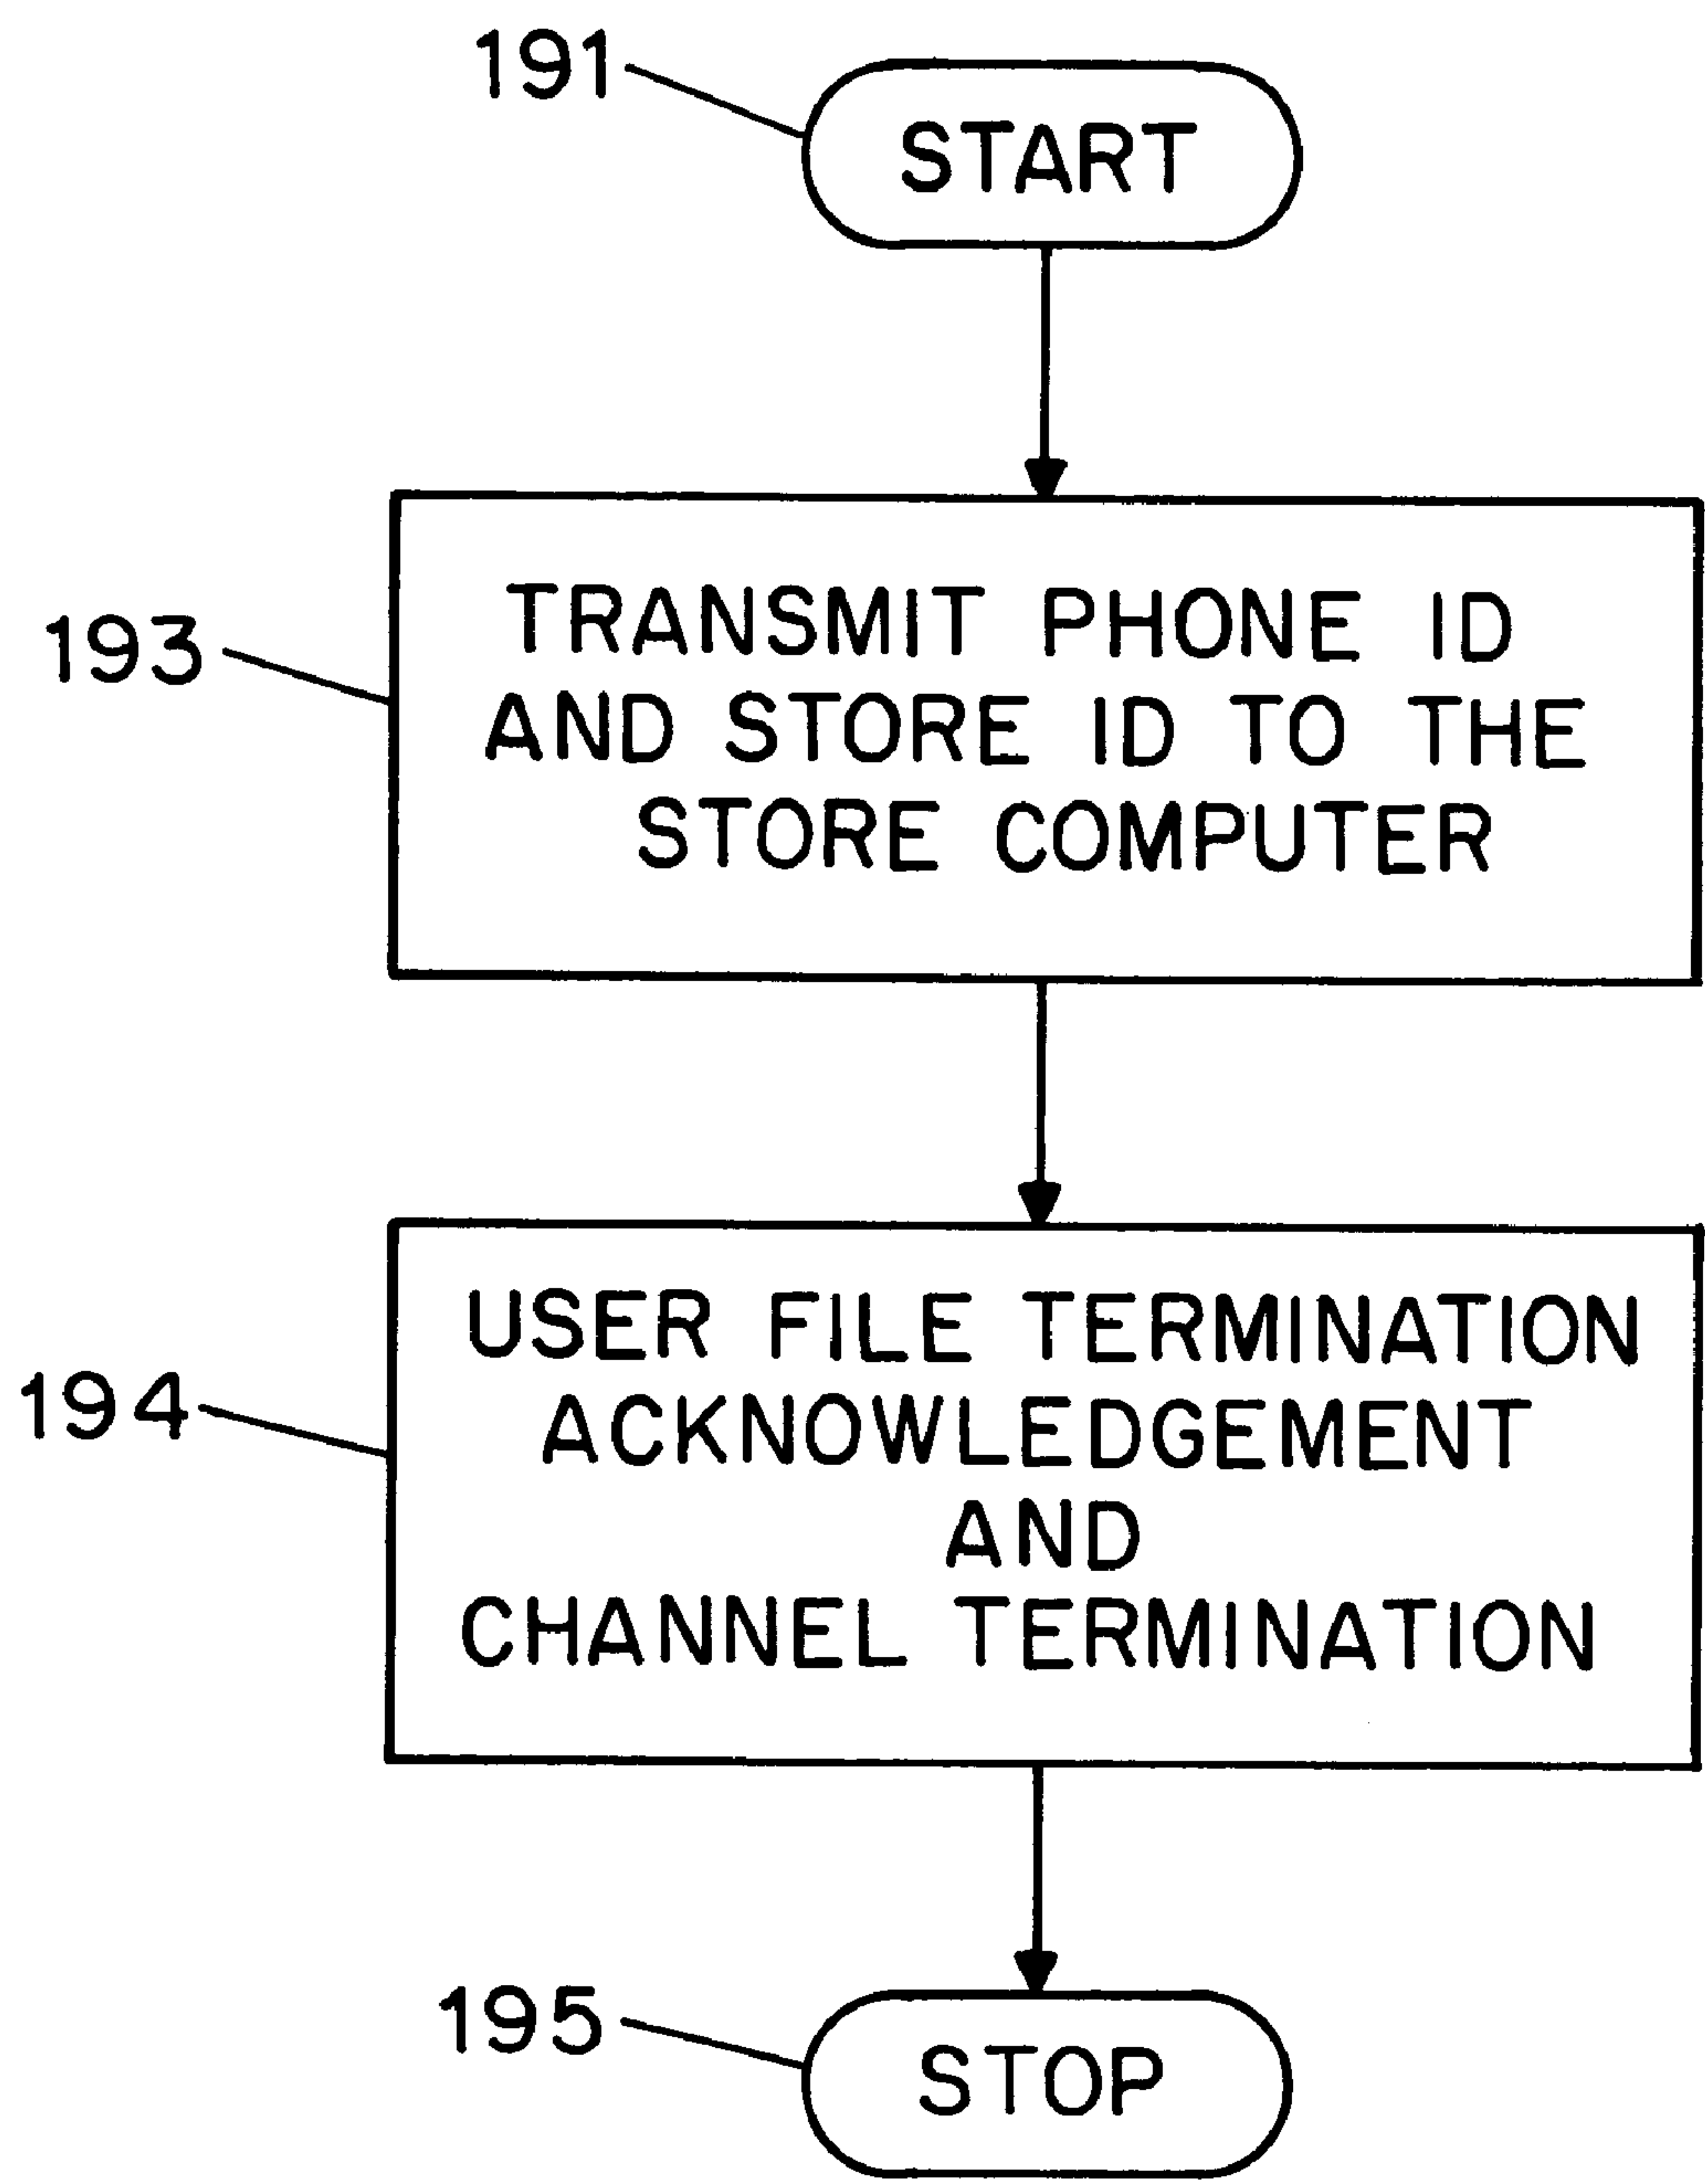 191
START
193
TRANSMIT PHONE ID
AND STORE ID TO THE
STORE COMPUTER
194
USER FILE TERMINATION
ACKNOWLEDGEMENT
AND
CHANNEL TERMINATION
195
STOP